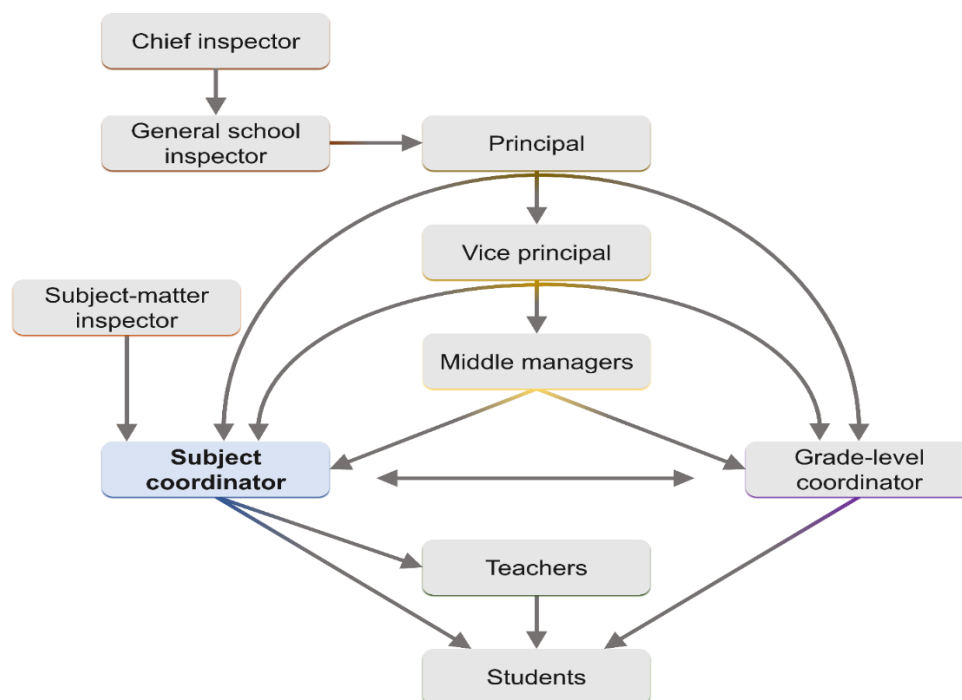 Chief inspector
General school
inspector
Principal
Vice principal
Subject-matter
inspector
Middle managers
Subject
coordinator
Grade-level
coordinator
Teachers
Students